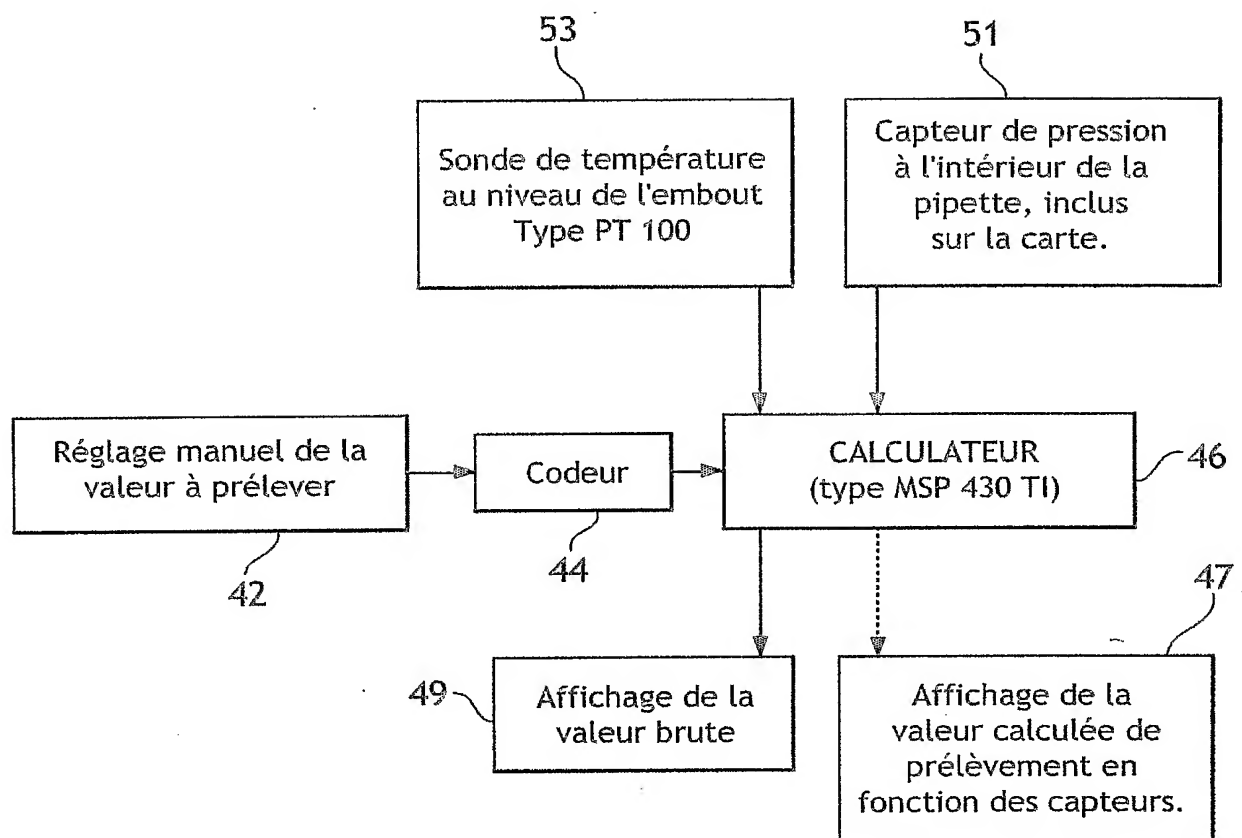 53
51
Sonde de température
au niveau de l'embout
Type PT 100
Capteur de pression
à l'intérieur de la
pipette, inclus
sur la carte.
Réglage manuel de la
valeur à prélever
42
Codeur
44
CALCULATEUR
(type MSP 430 TI)
46
47
49
Affichage de la
valeur brute
Affichage de la
valeur calculée de
prélèvement en
fonction des capteurs.